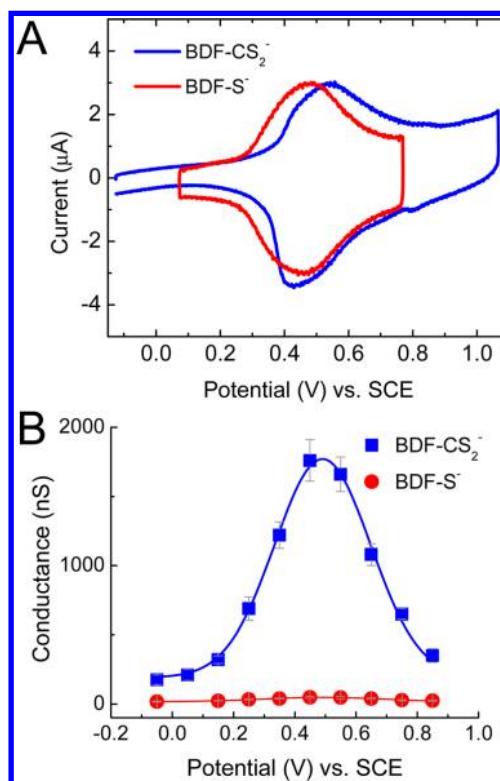 A
BDF-CS₂⁻
BDF-S⁻
4
2
0
-2
-4
Current (μA)
0.0 0.2 0.4 0.6 0.8 1.0
Potential (V) vs. SCE
B
BDF-CS₂⁻
BDF-S⁻
2000
1000
0
Conductance (nS)
-0.2 0.0 0.2 0.4 0.6 0.8 1.0
Potential (V) vs. SCE